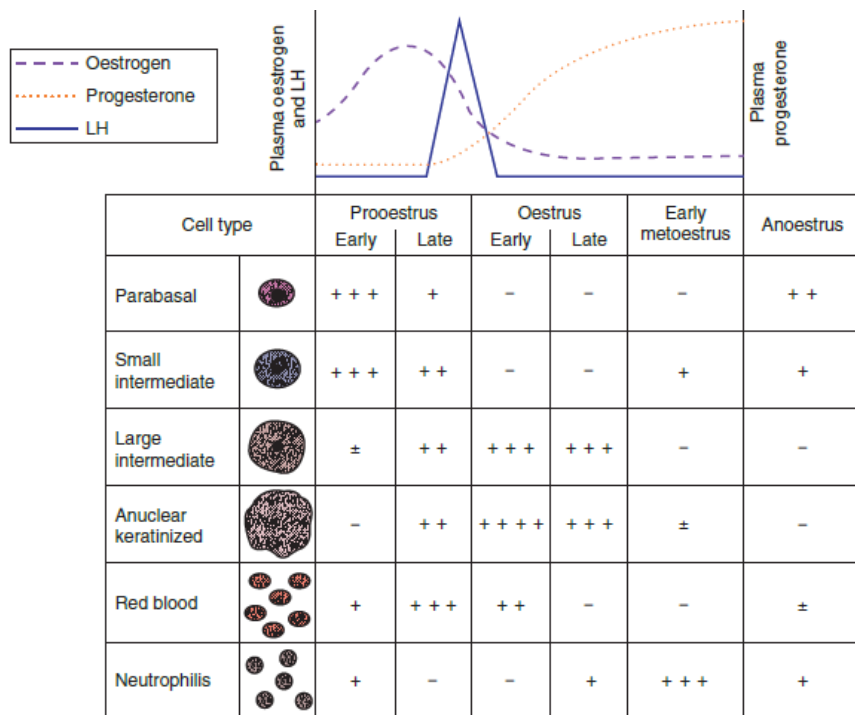 Oestrogen
Progesterone
LH
Plasma oestrogen
and LH
Plasma
progesterone
Cell type
Prooestrus
Oestrus
Early
metoestrus
Anoestrus
Early
Late
Early
Late
Parabasal
+ + +
+
–
–
–
+ +
Small
intermediate
+ + +
+ +
–
–
+
+
Large
intermediate
±
+ +
+ + +
+ + +
–
–
Anuclear
keratinized
–
+ +
+ + + +
+ + +
±
–
Red blood
+
+ + +
+ +
–
–
±
Neutrophilis
+
–
–
+
+ + +
+